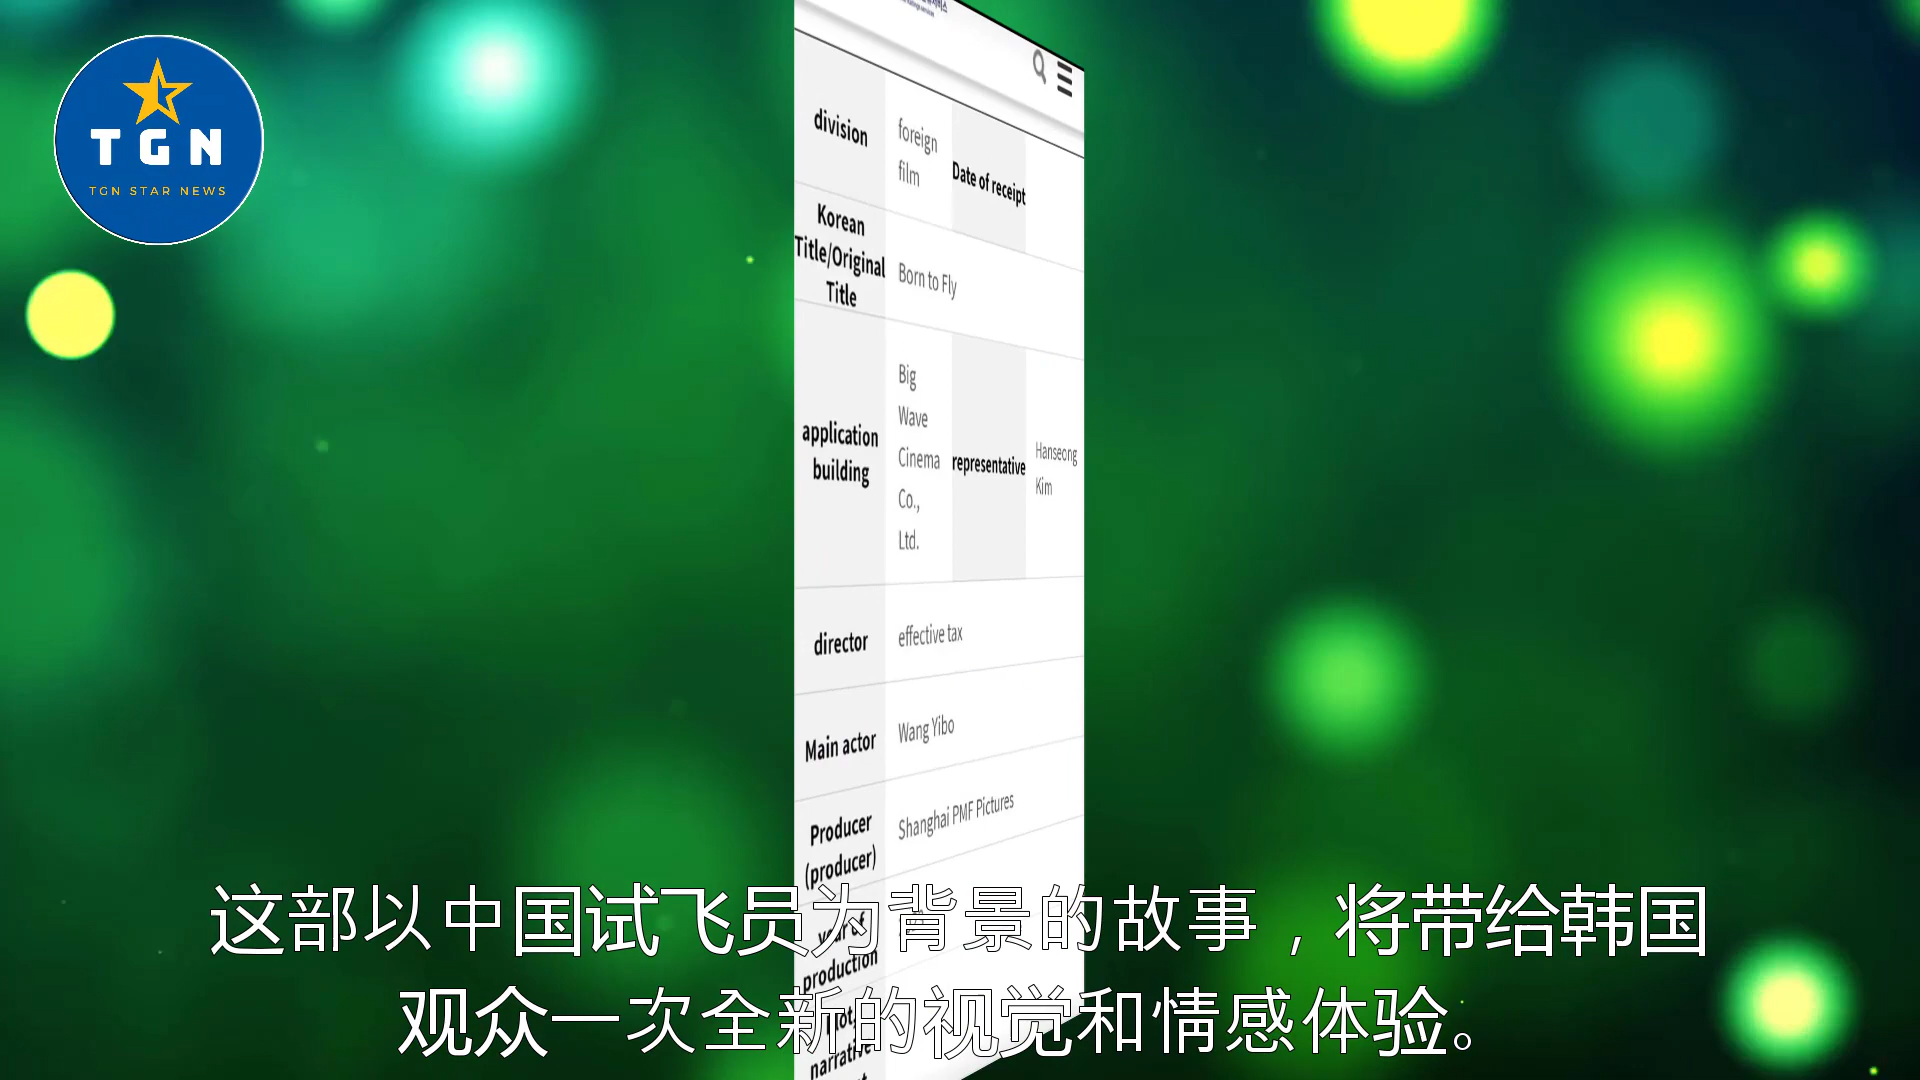 TGN
TGN STAR NEWS
division
foreign
film
Date of receipt
Korean
Title/Original
Title
Born to Fly
application
building
Big
Wave
Cinema
Co.,
Ltd.
representative
Hanseong
Kim
director
effective tax
Main actor
Wang Yibo
Producer
(producer)
Shanghai PMF Pictures
year of
production
narrative
这部以中国试飞员为背景的故事，将带给韩国
观众一次全新的视觉和情感体验。